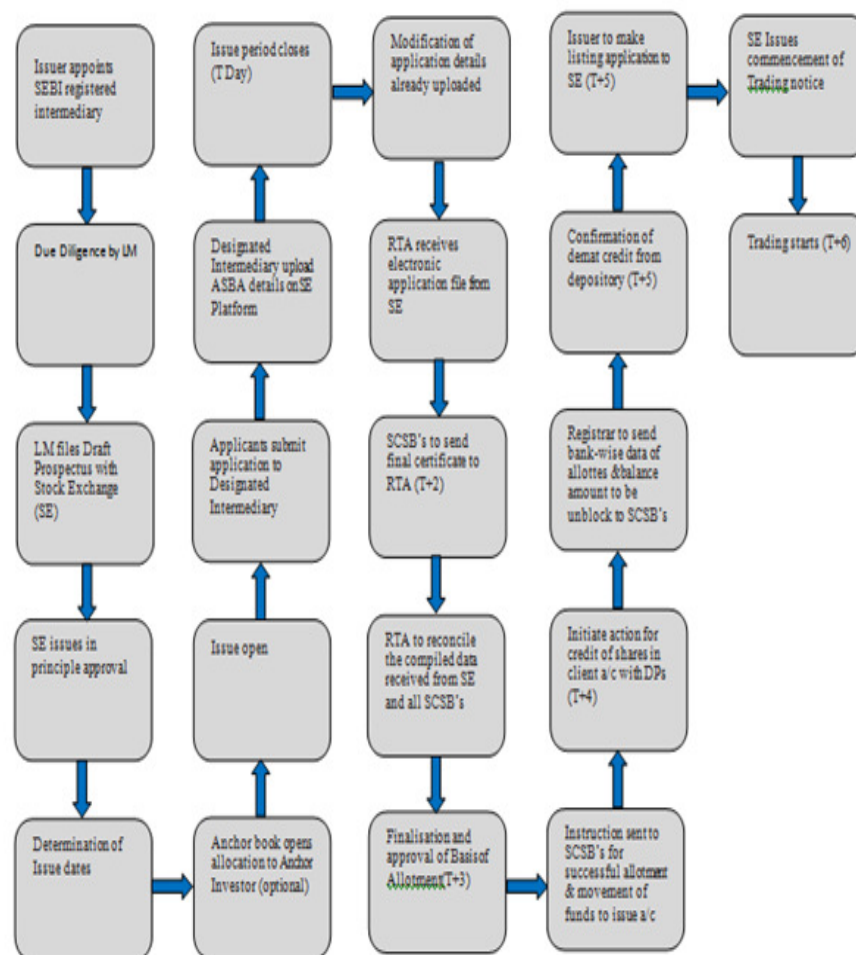 Issuer appoints
SEBI registered
intermediary
Due Diligence by LM
LM files Draft
Prospectus with
Stock Exchange
(SE)
SE issues in
principle approval
Determination of
Issue dates
Anchor book opens
allocation to Anchor
Investor (optional)
Issue open
Applicants submit
application to
Designated
Intermediary
Designated
Intermediary upload
ASBA details on SE
Platform
Issue period closes
(T Day)
Modification of
application details
already uploaded
RTA receives
electronic
application file from
SE
SCSB's to send
final certificate to
RTA (T+2)
RTA to reconcile
the compiled data
received from SE
and all SCSB's
Finalisation and
approval of Basis of
Allotment(T+3)
Instruction sent to
SCSB's for
successful allotment
& movement of
funds to issue a/c
Initiate action for
credit of shares in
client a/c with DPs
(T+4)
Registrar to send
bank-wise data of
allottes &balance
amount to be
unblock to SCSB's
Confirmation of
demat credit from
depository (T+5)
Issuer to make
listing application to
SE (T+5)
SE Issues
commencement of
Trading notice
Trading starts (T+6)